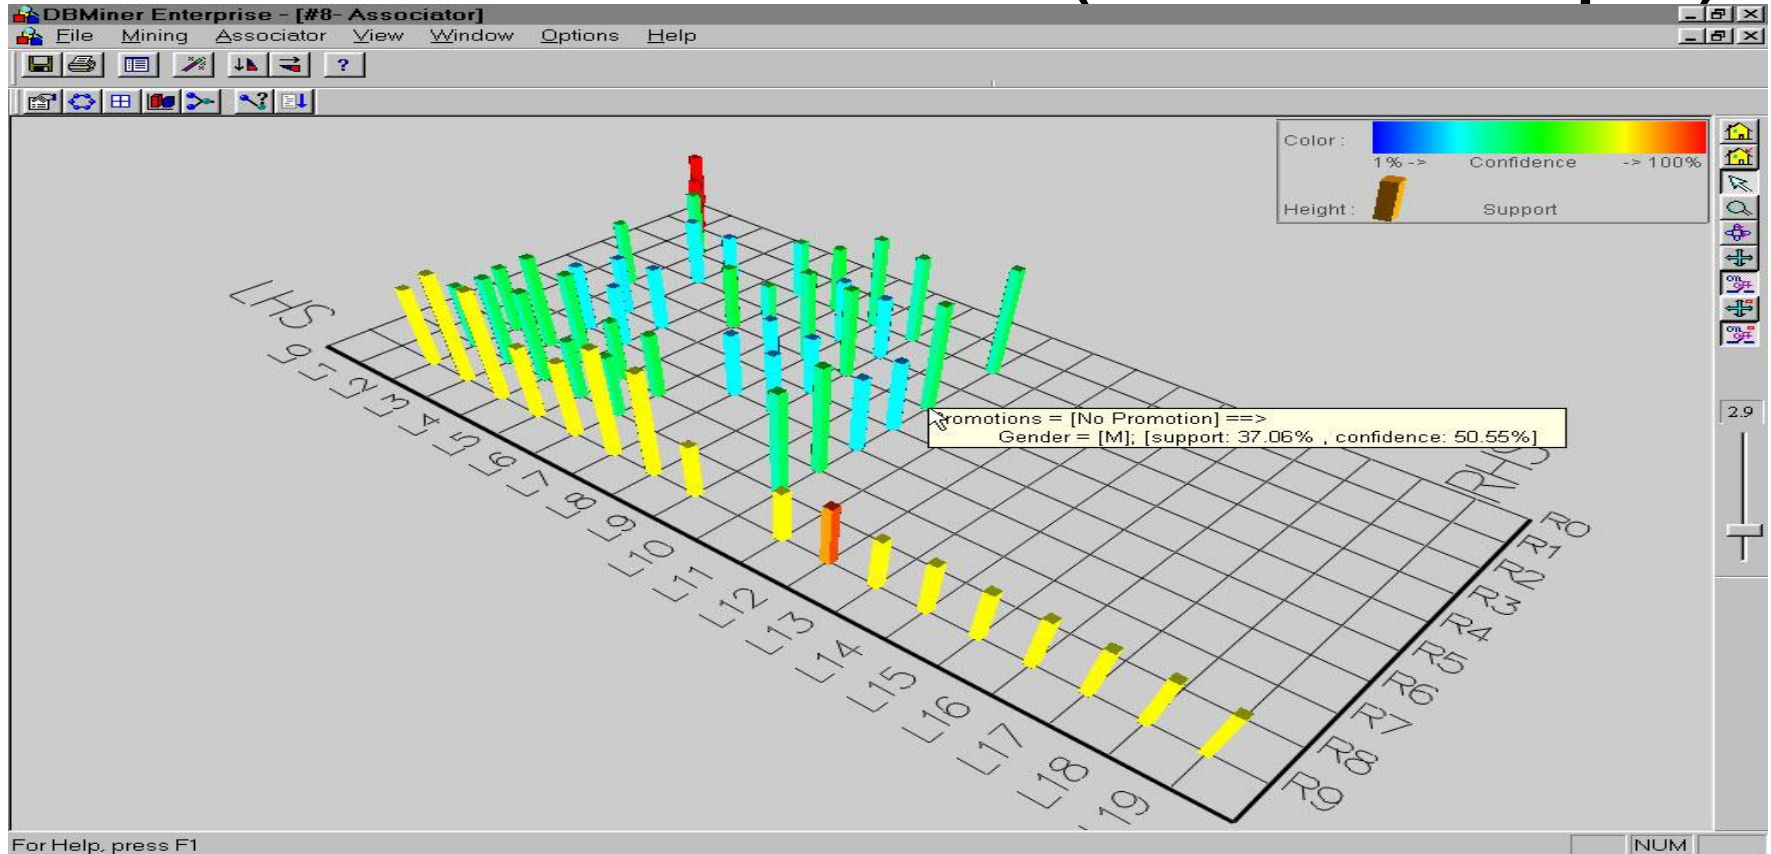 DBMiner Enterprise - [#8- Associator]
File Mining Associator View Window Options Help
Color :
1% -> Confidence -> 100%
Height : Support
LHS
L1 L2 L3 L4 L5 L6 L7 L8 L9 L10 L11 L12 L13 L14 L15 L16 L17 L18 L19
2.9
romotions = [No Promotion] ==>
Gender = [M]; [support: 37.06% , confidence: 50.55%]
RHS
R0
R1
R2
R3
R4
R5
R6
R7
R8
R9
For Help, press F1
NUM